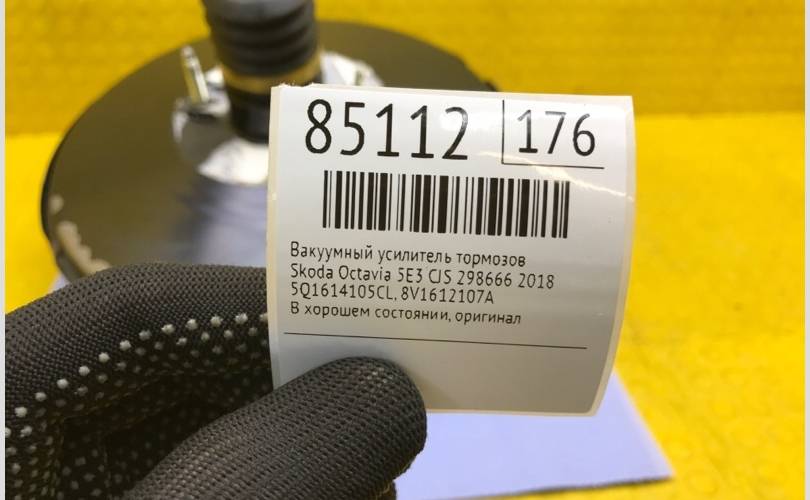 85112 176
Вакуумный усилитель тормозов
Skoda Octavia 5E3 CJS 298666 2018
5Q1614105CL, 8V1612107A
В хорошем состоянии, оригинал